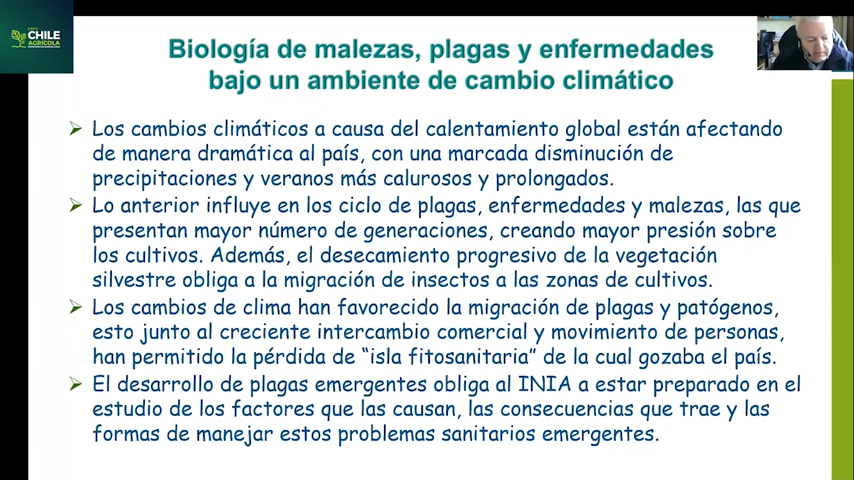 CHILE
AGRÍCOLA
Biología de malezas, plagas y enfermedades
bajo un ambiente de cambio climático
Los cambios climáticos a causa del calentamiento global están afectando
de manera dramática al país, con una marcada disminución de
precipitaciones y veranos más calurosos y prolongados.
Lo anterior influye en los ciclo de plagas, enfermedades y malezas, las que
presentan mayor número de generaciones, creando mayor presión sobre
los cultivos. Además, el desecamiento progresivo de la vegetación
silvestre obliga a la migración de insectos a las zonas de cultivos.
Los cambios de clima han favorecido la migración de plagas y patógenos,
esto junto al creciente intercambio comercial y movimiento de personas,
han permitido la pérdida de “isla fitosanitaria” de la cual gozaba el país.
El desarrollo de plagas emergentes obliga al INIA a estar preparado en el
estudio de los factores que las causan, las consecuencias que trae y las
formas de manejar estos problemas sanitarios emergentes.